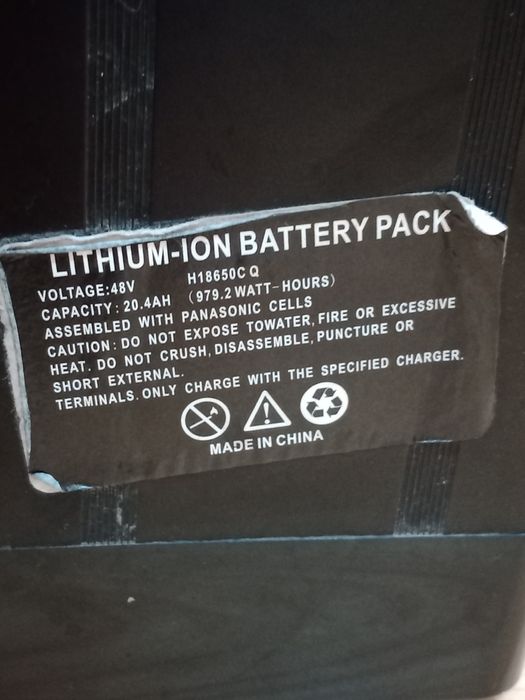 LITHIUM-ION BATTERY PACK
VOLTAGE:48V H18650C Q
CAPACITY: 20.4AH (979.2 WATT-HOURS)
ASSEMBLED WITH PANASONIC CELLS
CAUTION: DO NOT EXPOSE TOWATER, FIRE OR EXCESSIVE
HEAT. DO NOT CRUSH, DISASSEMBLE, PUNCTURE OR
SHORT EXTERNAL.
TERMINALS. ONLY CHARGE WITH THE SPECIFIED CHARGER.
MADE IN CHINA